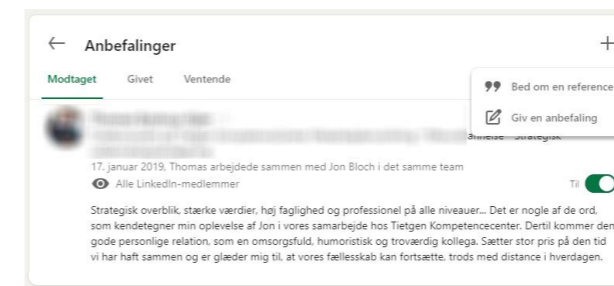 Anbefalinger
Modtaget Givet Ventende
Bed om en reference
Giv en anbefaling
Strategisk
17. januar 2019, Thomas arbejdede sammen med Jon Bloch i det samme team
Alle LinkedIn-medlemmer Til
Strategisk overblik, stærke værdier, høj faglighed og professionel på alle niveauer... Det er nogle af de ord,
som kendetegner min oplevelse af Jon i vores samarbejde hos Tietgen Kompetencecenter. Dertil kommer den
gode personlige relation, som en omsorgsfuld, humoristisk og troværdig kollega. Sætter stor pris på den tid
vi har haft sammen og er glæder mig til, at vores fællesskab kan fortsætte, trods med distance i hverdagen.